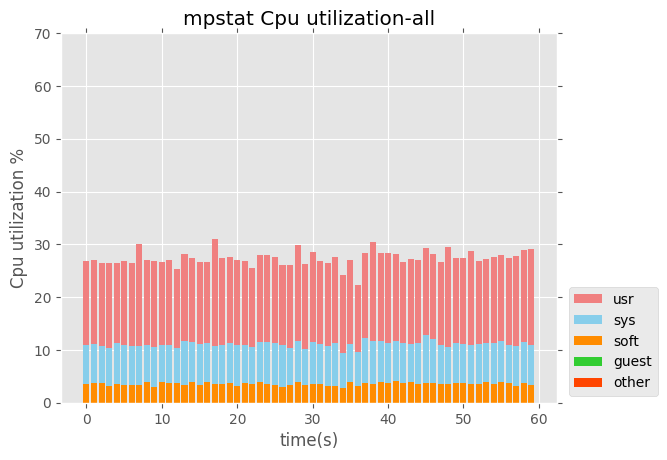 mpstat Cpu utilization-all
70
60
50
40
30
20
10
0
Cpu utilization %
0 10 20 30 40 50 60
time(s)
usr
sys
soft
guest
other